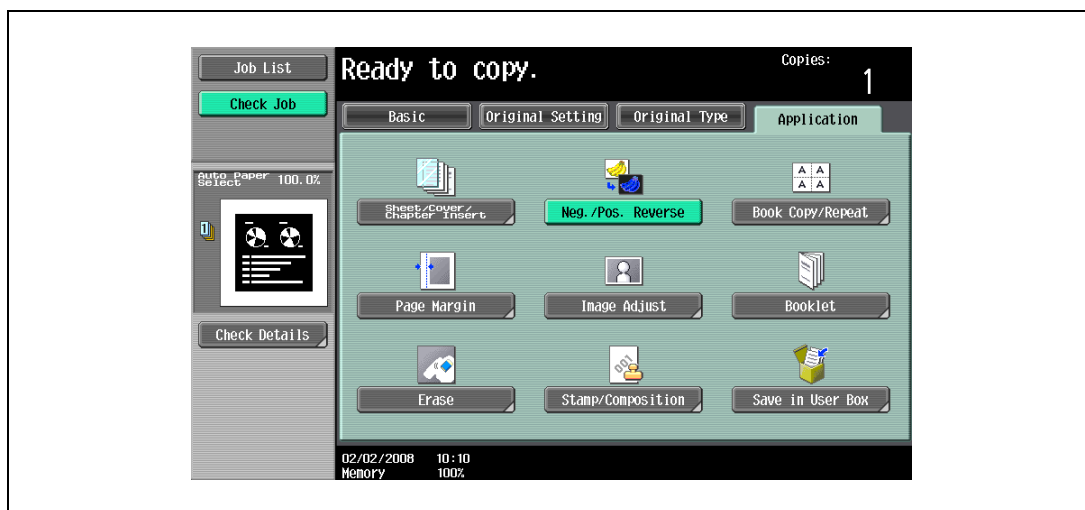 Job List
Check Job
Ready to copy.
Copies:
1
Basic
Original Setting
Original Type
Application
Auto Paper
Select 100.0%
1
Sheet/Cover/
Chapter Insert
Neg./Pos. Reverse
A A
A A
Book Copy/Repeat
Page Margin
Image Adjust
Booklet
Check Details
001
Erase
Stamp/Composition
Save in User Box
02/02/2008 10:10
Memory 100%